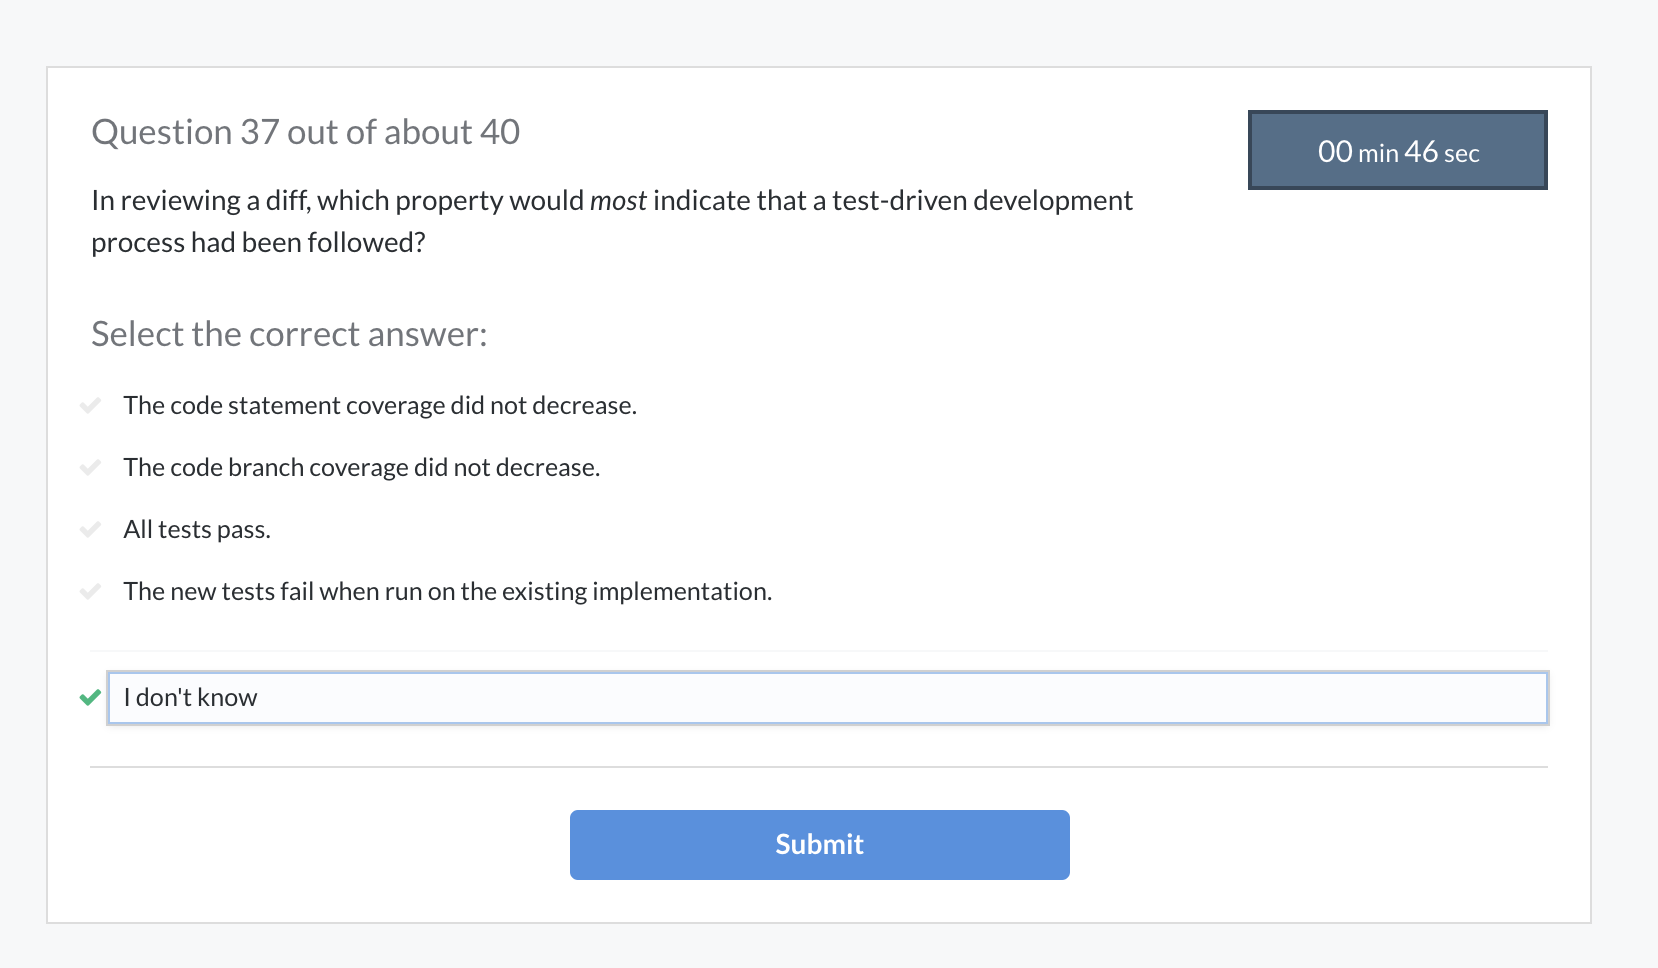 Question 37 out of about 40
00 min 46 sec
In reviewing a diff, which property would most indicate that a test-driven development
process had been followed?
Select the correct answer:
The code statement coverage did not decrease.
The code branch coverage did not decrease.
All tests pass.
The new tests fail when run on the existing implementation.
I don't know
Submit